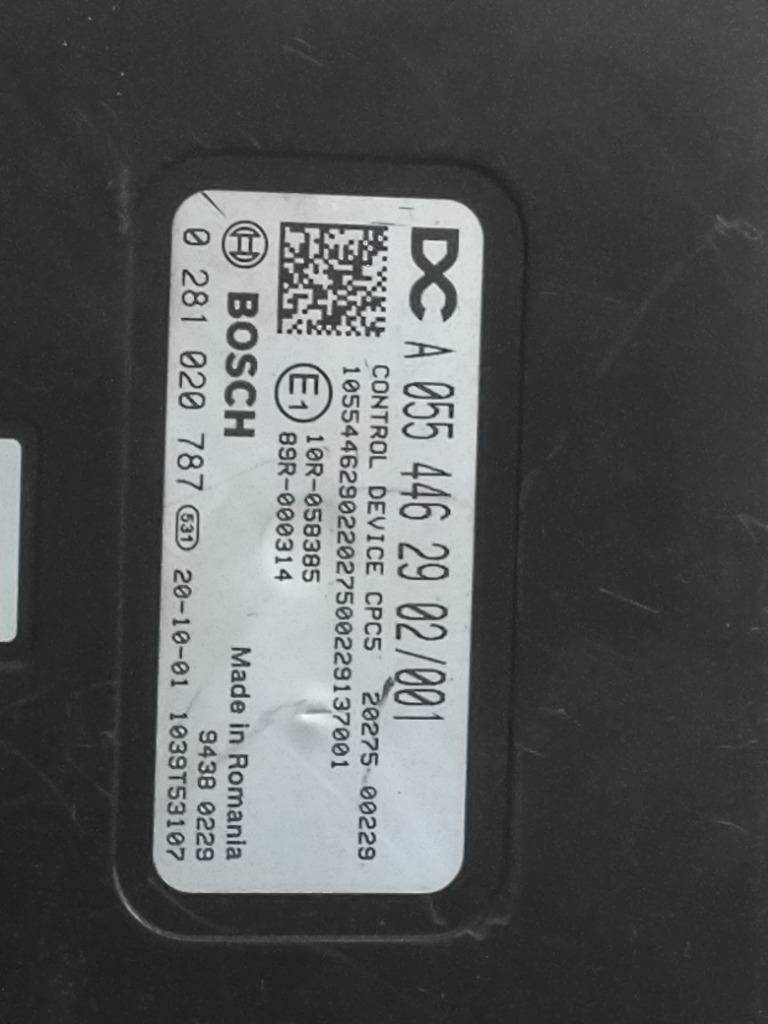 DC A 055 446 29 02/001
CONTROL DEVICE CPC5 20275-00229
105544629022027500229137001
E1 10R-058385
89R-000314
BOSCH Made in Romania
9438 0229
0 281 020 787 531 20-10-01 1039T53107